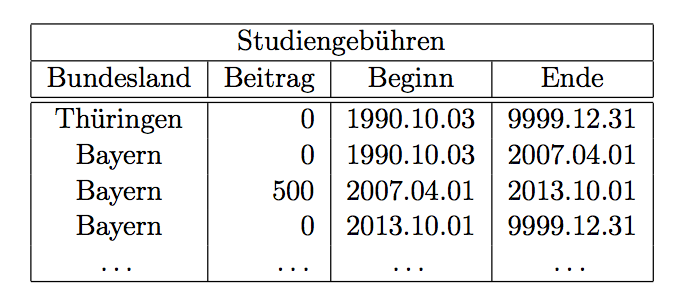 Studiengebühren
Bundesland Beitrag Beginn Ende
Thüringen 0 1990.10.03 9999.12.31
Bayern 0 1990.10.03 2007.04.01
Bayern 500 2007.04.01 2013.10.01
Bayern 0 2013.10.01 9999.12.31
... ... ... ...